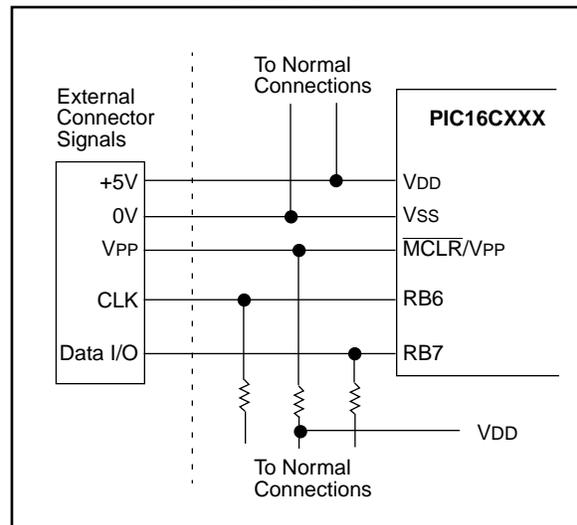 To Normal
Connections
External
Connector
Signals
PIC16CXXX
+5V
VDD
0V
VSS
VPP
MCLR/VPP
CLK
RB6
Data I/O
RB7
VDD
To Normal
Connections